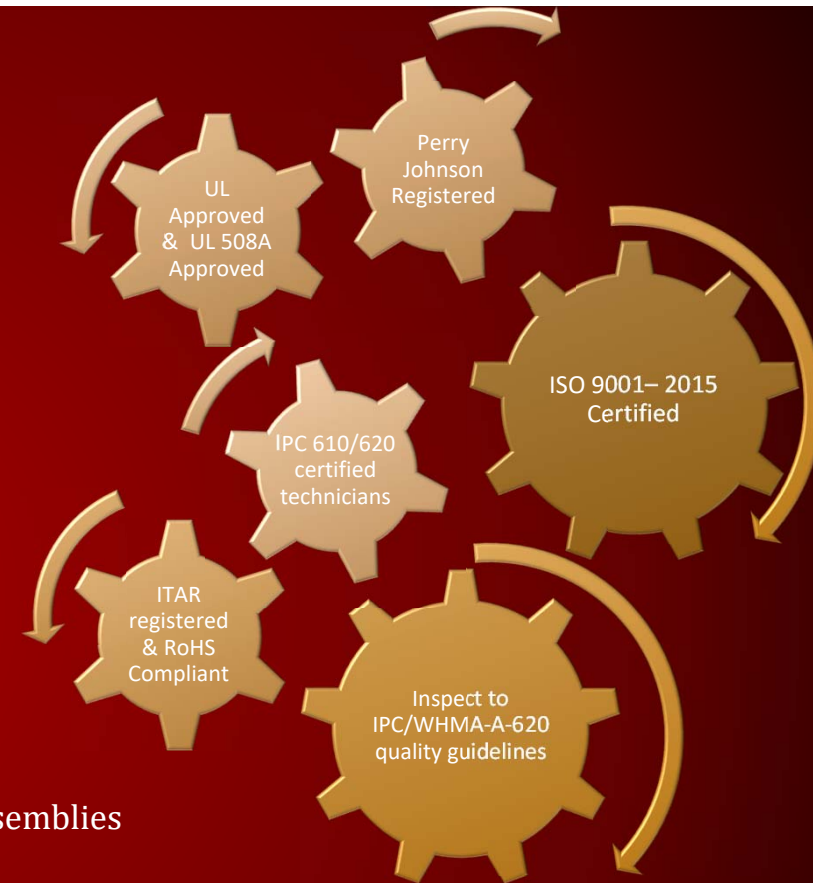 Perry
Johnson
Registered
UL
Approved
& UL 508A
Approved
ISO 9001– 2015
Certified
IPC 610/620
certified
technicians
ITAR
registered
& RoHS
Compliant
Inspect to
IPC/WHMA-A-620
quality guidelines
semblies